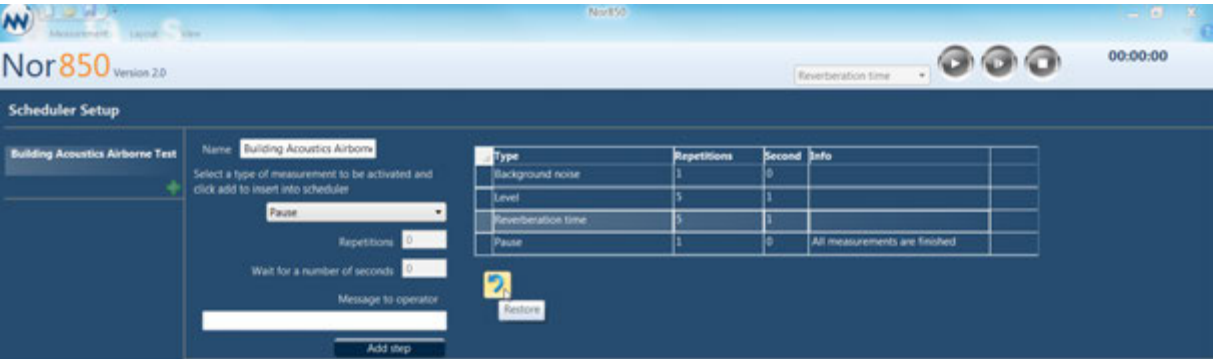 Nor850
Measurement Layout View
Nor850 Version 2.0
Reverberation time
00:00:00
Scheduler Setup
Building Acoustics Airborne Test
Name Building Acoustics Airborne
Select a type of measurement to be activated and
click add to insert into scheduler
Pause
Repetitions 0
Wait for a number of seconds 0
Message to operator
Add step
Type Repetitions Second Info
Background noise 1 0
Level 5 1
Reverberation time 5 1
Pause 1 0 All measurements are finished
Restore